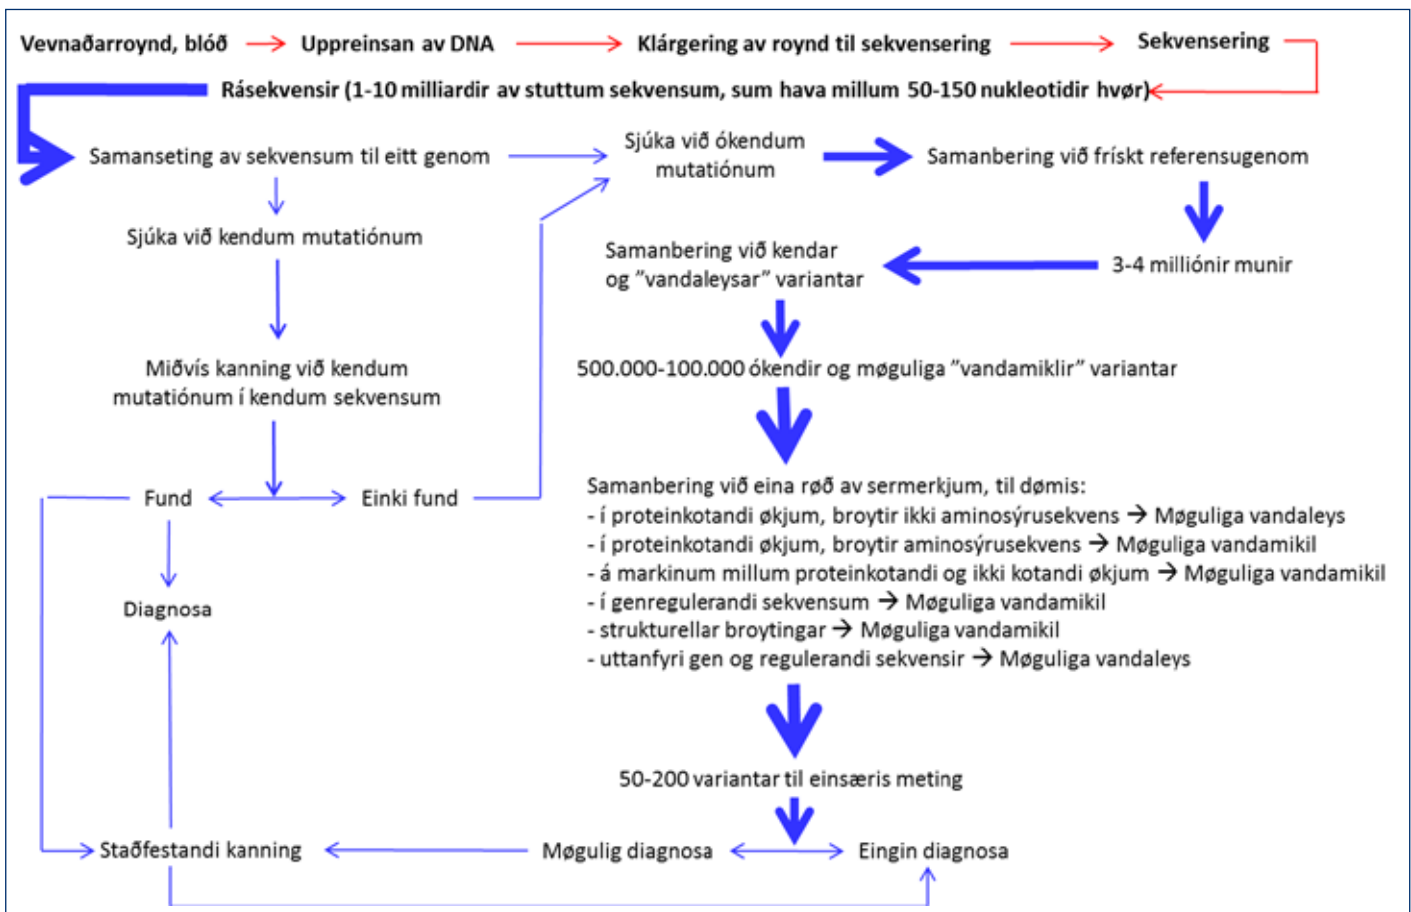 Vevnaðarroynd, blóð → Uppreinsan av DNA → Klárgering av roynd til sekvensering → Sekvensering
Rásekvensir (1-10 milliardir av stuttum sekvensum, sum hava millum 50-150 nukleotidir hvør)
Samanseting av sekvensum til eitt genom
Sjúka við ókendum
mutatiónum
Samanbering við frískt referensugenom
Sjúka við kendum mutatiónum
Samanbering við kendar
og ”vandaleysar” variantar
3-4 milliónir munir
Miðvís kanning við kendum
mutatiónum í kendum sekvensum
500.000-100.000 ókendir og møguliga ”vandamiklir” variantar
Fund
Einki fund
Samanbering við eina røð av sermerkjum, til dømis:
- í proteinkotandi økjum, broytir ikki aminosýrusekvens → Møguliga vandaleys
- í proteinkotandi økjum, broytir aminosýrusekvens → Møguliga vandamikil
- á markinum millum proteinkotandi og ikki kotandi økjum → Møguliga vandamikil
- í genregulerandi sekvensum → Møguliga vandamikil
- strukturellar broytingar → Møguliga vandamikil
- uttanfyri gen og regulerandi sekvensir → Møguliga vandaleys
Diagnosa
50-200 variantar til einsæris meting
Staðfestandi kanning
Møgulig diagnosa
Eingin diagnosa